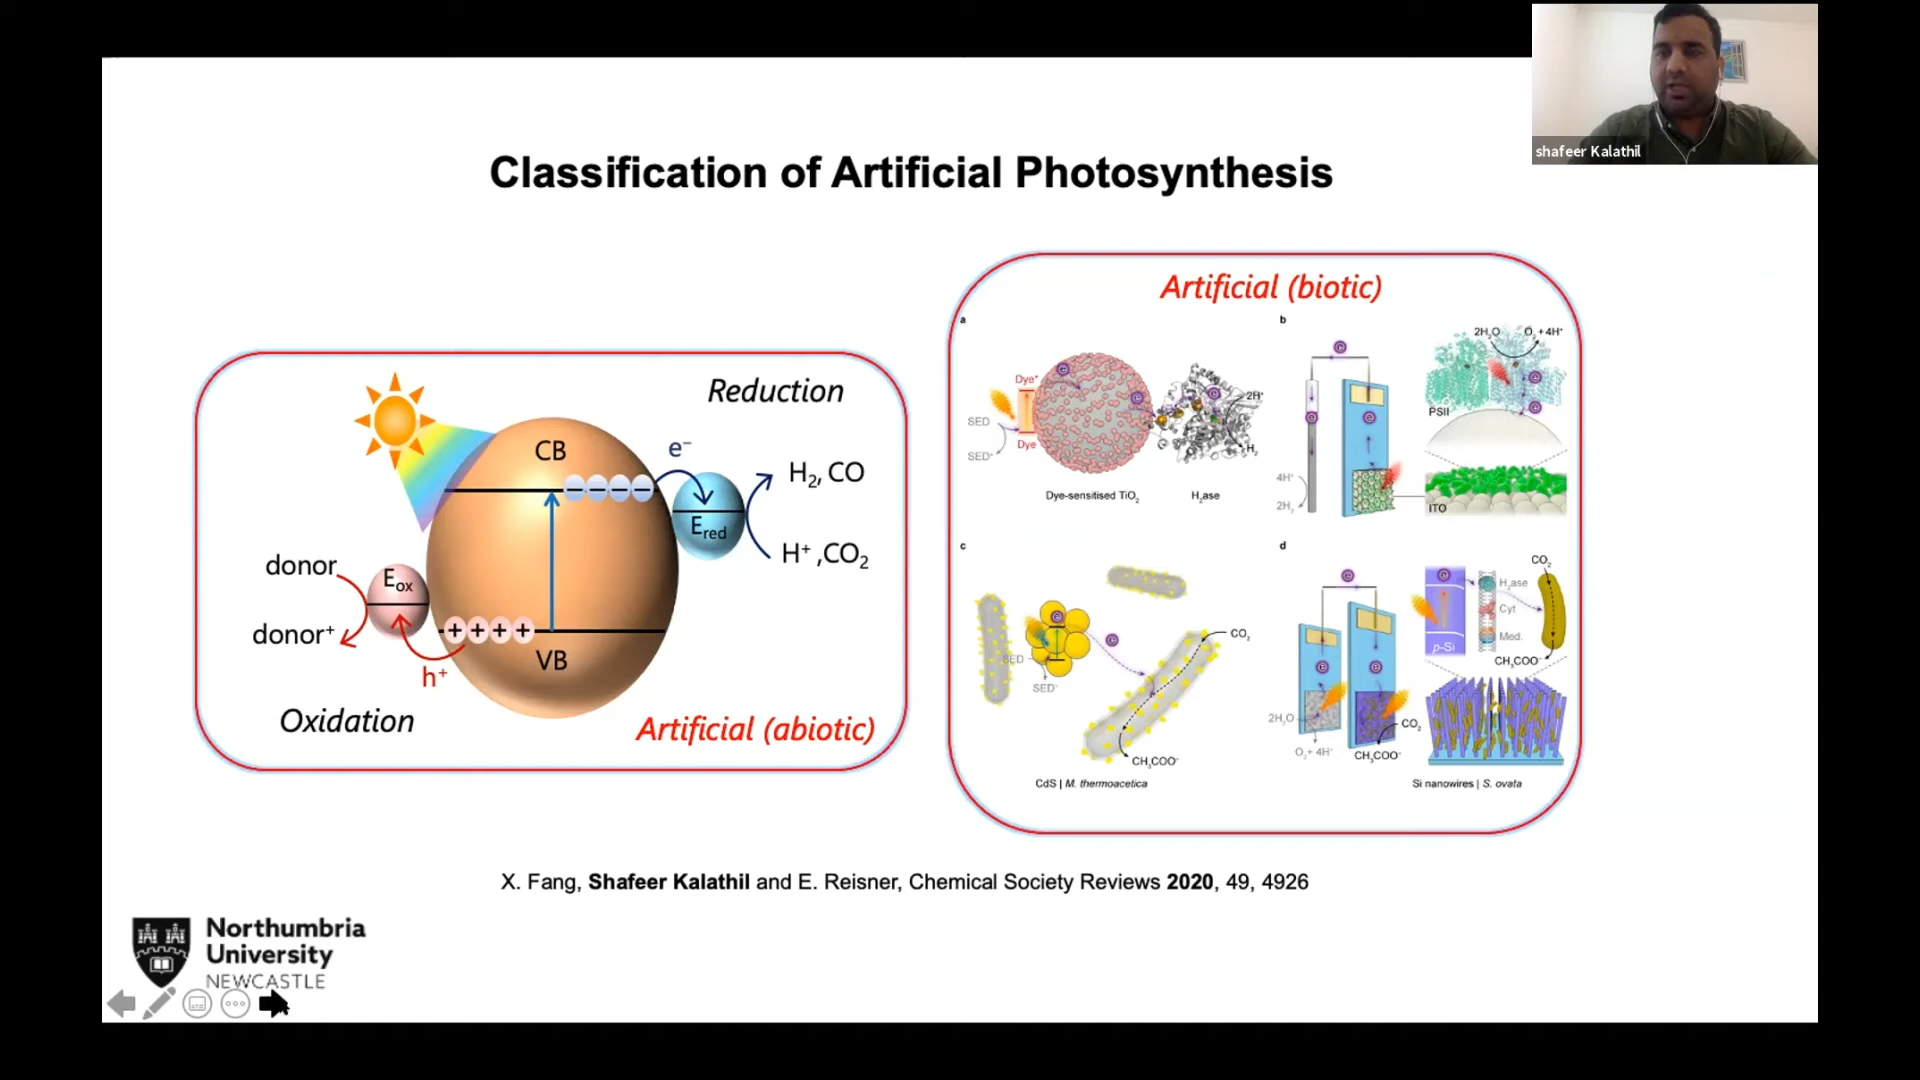 shafeer Kalathil
Classification of Artificial Photosynthesis
Reduction
CB
e⁻
H₂, CO
E_red
H⁺ ,CO₂
donor
E_ox
donor⁺
h⁺
VB
Oxidation
Artificial (abiotic)
Artificial (biotic)
a
Dye*
SED
SED⁺
Dye
e
e
e
2H⁺
H₂
Dye-sensitised TiO₂
H₂ase
b
e
e
e
4H⁺
2H₂
2H₂O
O₂ + 4H⁺
e
e
PSII
ITO
c
e
SED
SED⁺
e
CO₂
CH₃COO⁻
CdS | M. thermoacetica
d
e
e
e
2H₂O
O₂ + 4H⁺
CO₂
CH₃COO⁻
e
p-Si
H₂ase
Cyt
Med.
CO₂
CH₃COO⁻
Si nanowires | S. ovata
X. Fang, Shafeer Kalathil and E. Reisner, Chemical Society Reviews 2020, 49, 4926
Northumbria
University
NEWCASTLE